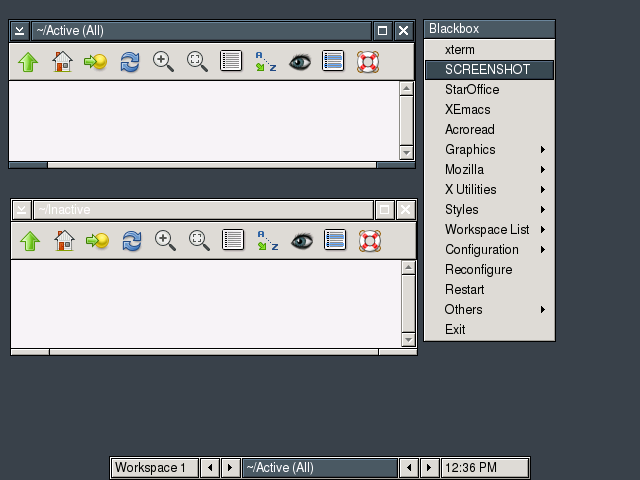 ~/Active (All)
~/Inactive
Blackbox
xterm
SCREENSHOT
StarOffice
XEmacs
Acroread
Graphics
Mozilla
X Utilities
Styles
Workspace List
Configuration
Reconfigure
Restart
Others
Exit
Workspace 1
~/Active (All)
12:36 PM